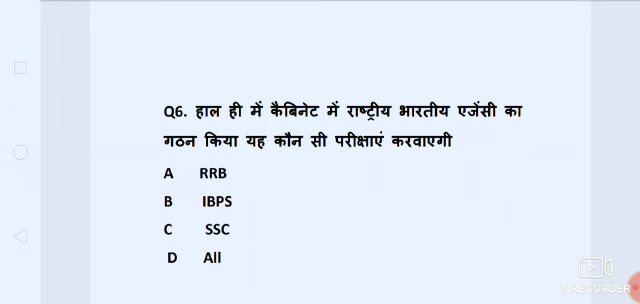 Q6. हाल ही में कैबिनेट में राष्ट्रीय भारतीय एजेंसी का
गठन किया यह कौन सी परीक्षाएं करवाएगी
A RRB
B IBPS
C SSC
D All
V RECORDER